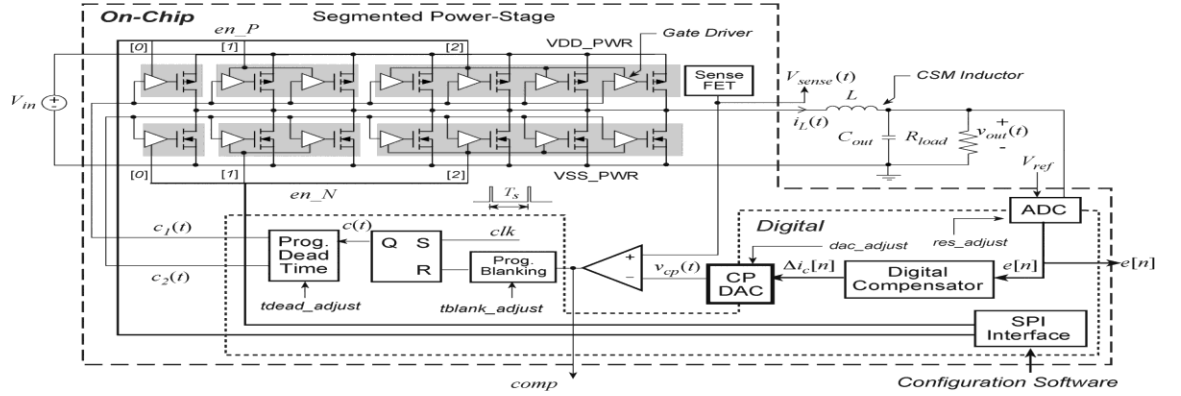 On-Chip Segmented Power-Stage
en_P
[0] [1] [2]
VDD_PWR
Gate Driver
Sense
FET
V_sense(t)
CSM Inductor
L
i_L(t)
V_in
C_out
R_load
+
v_out(t)
-
[0] [1] [2]
VSS_PWR
en_N
T_s
V_ref
ADC
res_adjust
c_1(t)
c_2(t)
c(t)
Prog.
Dead
Time
tdead_adjust
Q S
R
clk
Prog.
Blanking
tblank_adjust
+
−
v_cp(t)
Digital
dac_adjust
CP
DAC
Δi_c[n]
Digital
Compensator
e[n]
e[n]
SPI
Interface
comp
Configuration Software